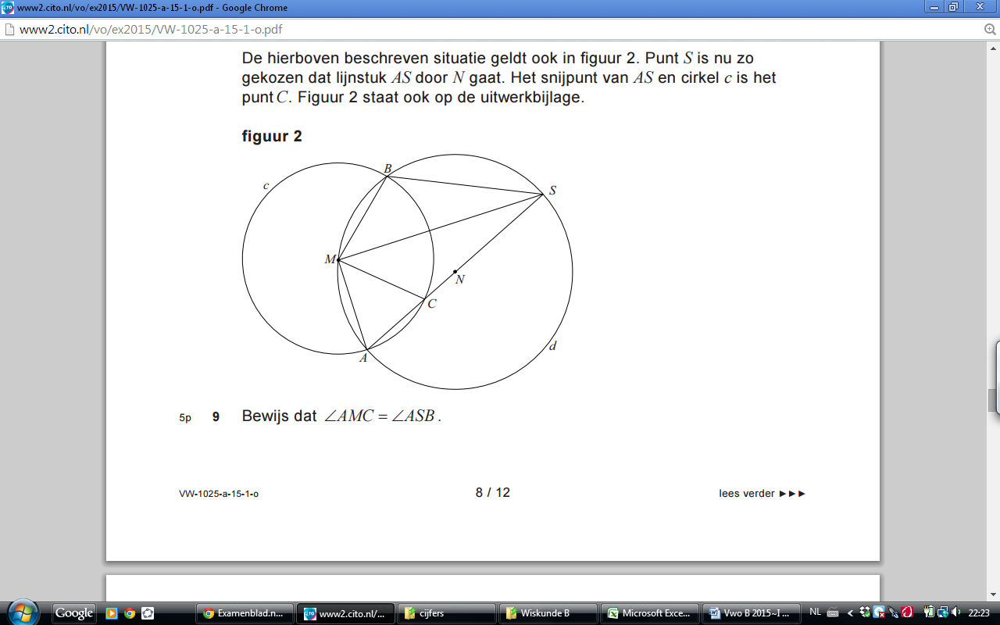 www2.cito.nl/vo/ex2015/VW-1025-a-15-1-o.pdf - Google Chrome
www2.cito.nl/vo/ex2015/VW-1025-a-15-1-o.pdf
De hierboven beschreven situatie geldt ook in figuur 2. Punt S is nu zo
gekozen dat lijnstuk AS door N gaat. Het snijpunt van AS en cirkel c is het
punt C. Figuur 2 staat ook op de uitwerkbijlage.
figuur 2
B
c
S
M
N
C
d
A
5p 9 Bewijs dat ∠AMC = ∠ASB.
VW-1025-a-15-1-o 8 / 12 lees verder ►►►
Google Examenblad.n... www2.cito.nl/... cijfers Wiskunde B Microsoft Exce... Vwo B 2015~I ... NL 22:23